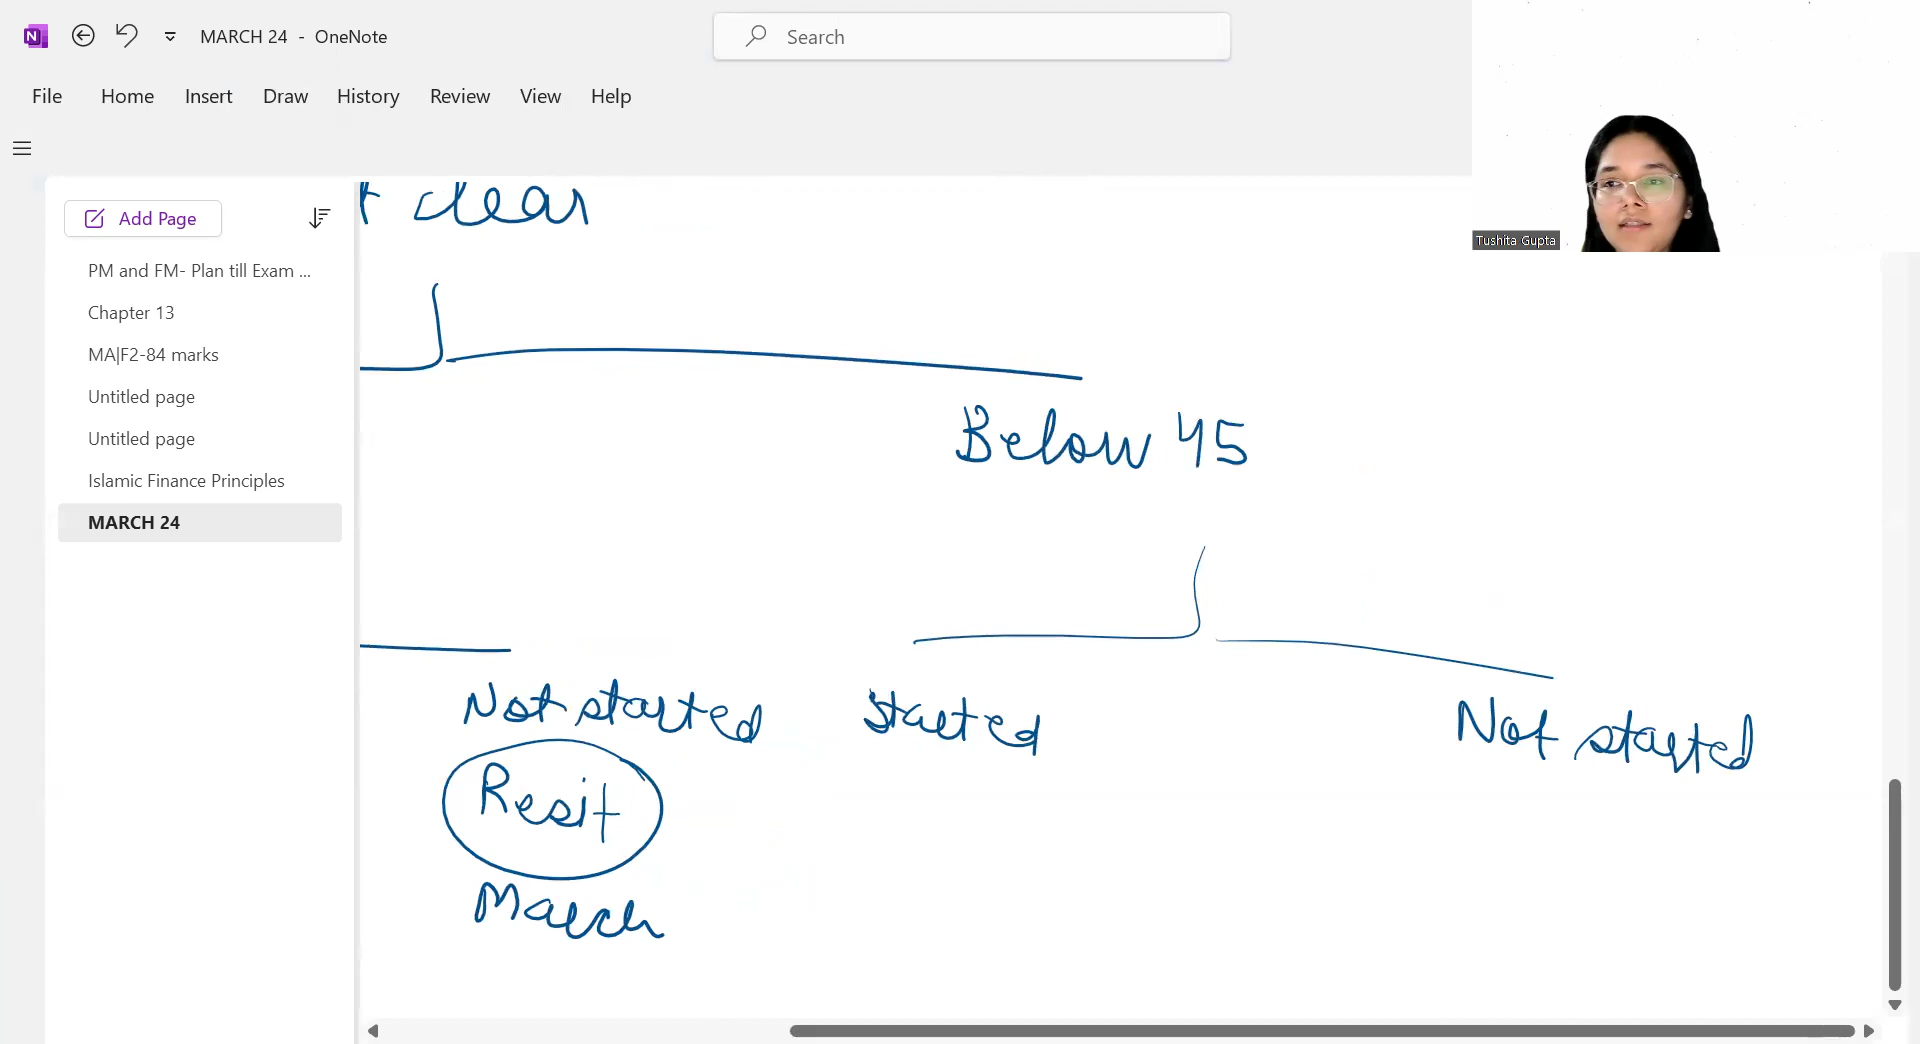 MARCH 24 - OneNote
Search
File Home Insert Draw History Review View Help
Tushita Gupta
Add Page
PM and FM- Plan till Exam ...
Chapter 13
MA|F2-84 marks
Untitled page
Untitled page
Islamic Finance Principles
MARCH 24
clear
Below 45
Not started
Started
Not started
Resit
March